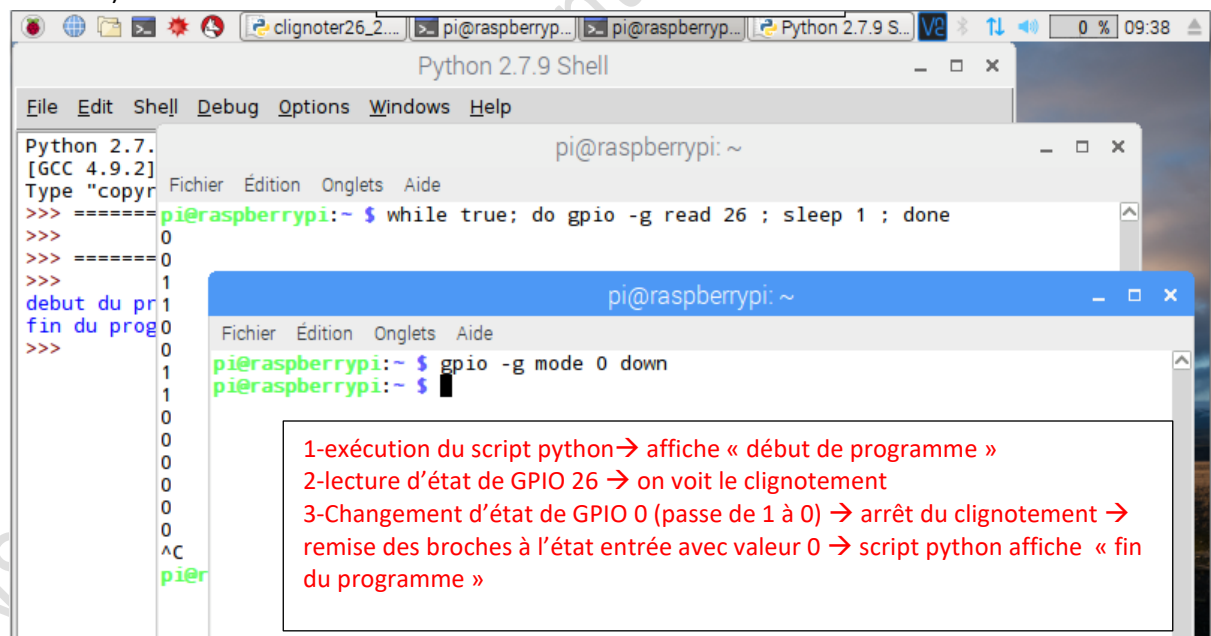 clignoter26_2.... pi@raspberryp... pi@raspberryp... Python 2.7.9 S... 0 % 09:38
Python 2.7.9 Shell
File Edit Shell Debug Options Windows Help
Python 2.7.
[GCC 4.9.2]
Type "copyr
>>> =======
>>>
>>> =======
>>>
debut du pr
fin du prog
>>>
pi@raspberrypi: ~
Fichier Édition Onglets Aide
pi@raspberrypi:~ $ while true; do gpio -g read 26 ; sleep 1 ; done
0
0
1
1
0
0
1
1
0
0
0
0
0
0
^C
pi@r
pi@raspberrypi: ~
Fichier Édition Onglets Aide
pi@raspberrypi:~ $ gpio -g mode 0 down
pi@raspberrypi:~ $
1-exécution du script python→ affiche « début de programme »
2-lecture d’état de GPIO 26 → on voit le clignotement
3-Changement d’état de GPIO 0 (passe de 1 à 0) → arrêt du clignotement →
remise des broches à l’état entrée avec valeur 0 → script python affiche « fin
du programme »